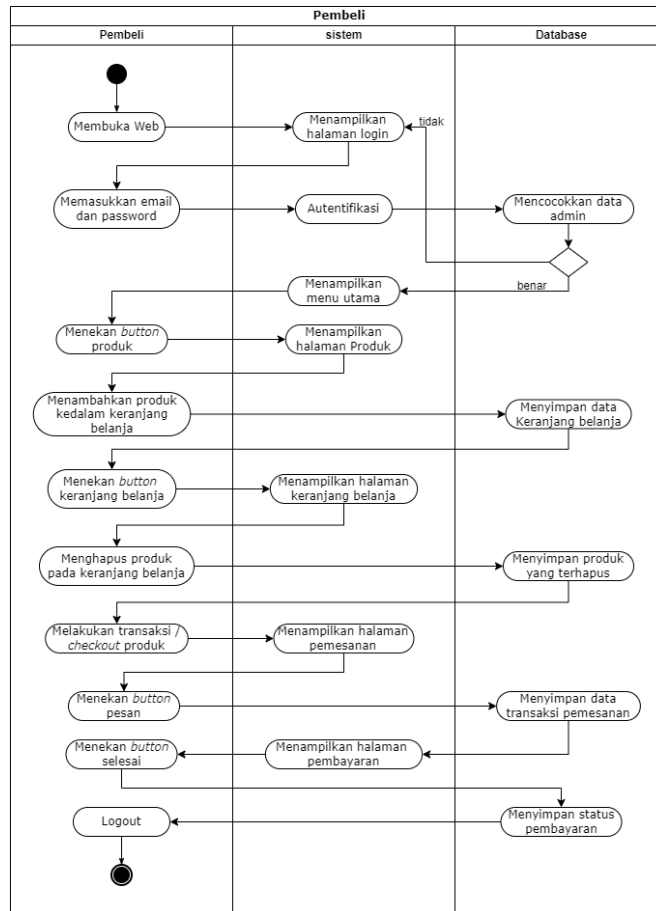 Pembeli
Pembeli
sistem
Database
Membuka Web
Menampilkan
halaman login
tidak
Memasukkan email
dan password
Autentifikasi
Mencocokkan data
admin
benar
Menampilkan
menu utama
Menekan button
produk
Menampilkan
halaman Produk
Menambahkan produk
kedalam keranjang
belanja
Menyimpan data
Keranjang belanja
Menekan button
keranjang belanja
Menampilkan halaman
keranjang belanja
Menghapus produk
pada keranjang belanja
Menyimpan produk
yang terhapus
Melakukan transaksi /
checkout produk
Menampilkan halaman
pemesanan
Menekan button
pesan
Menyimpan data
transaksi pemesanan
Menekan button
selesai
Menampilkan halaman
pembayaran
Logout
Menyimpan status
pembayaran